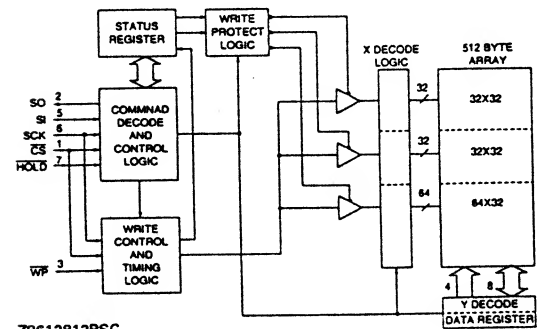 STATUS
REGISTER
WRITE
PROTECT
LOGIC
X DECODE
LOGIC
512 BYTE
ARRAY
SO 2
SI 5
SCK 6
CS 1
HOLD 7
COMMNAD
DECODE
AND
CONTROL
LOGIC
32
32X32
32
32X32
64
64X32
WRITE
CONTROL
AND
TIMING
LOGIC
WP 3
4
8
Y DECODE
DATA REGISTER